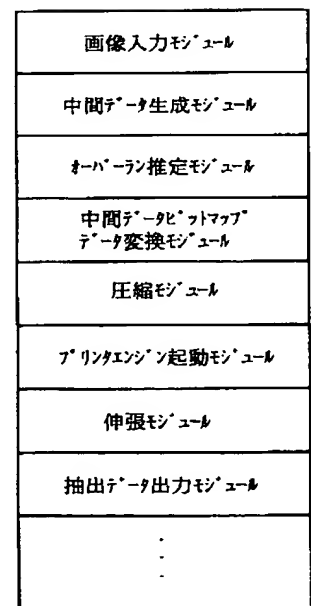 画像入力ﾓｼﾞｭｰﾙ
中間ﾃﾞｰﾀ生成ﾓｼﾞｭｰﾙ
ｵｰﾊﾞｰﾗﾝ推定ﾓｼﾞｭｰﾙ
中間ﾃﾞｰﾀﾋﾞｯﾄﾏｯﾌﾟ
ﾃﾞｰﾀ変換ﾓｼﾞｭｰﾙ
圧縮ﾓｼﾞｭｰﾙ
ﾌﾟﾘﾝﾀｴﾝｼﾞﾝ起動ﾓｼﾞｭｰﾙ
伸張ﾓｼﾞｭｰﾙ
抽出ﾃﾞｰﾀ出力ﾓｼﾞｭｰﾙ